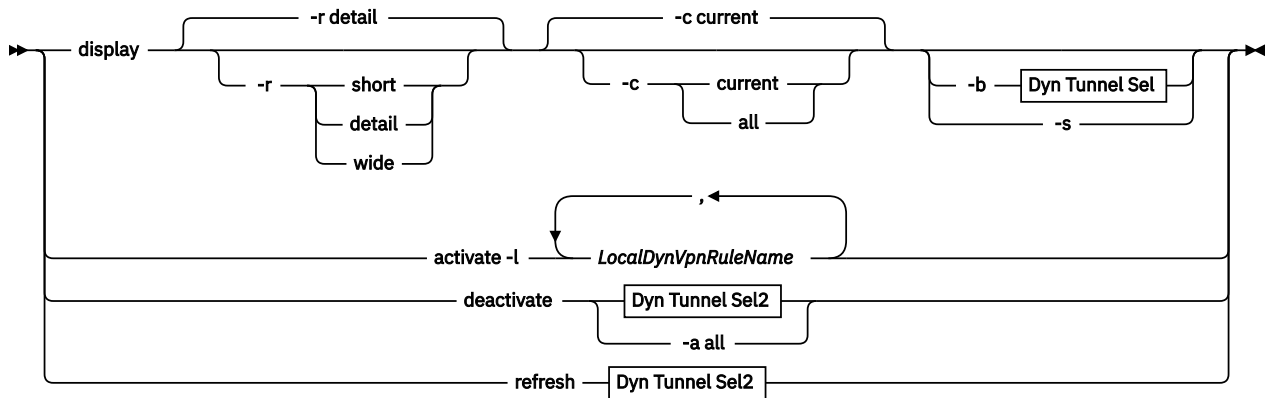 -r detail
-c current
display
-r
short
detail
wide
-c
current
all
-b
Dyn Tunnel Sel
-s
,
activate -l
LocalDynVpnRuleName
deactivate
Dyn Tunnel Sel2
-a all
refresh
Dyn Tunnel Sel2